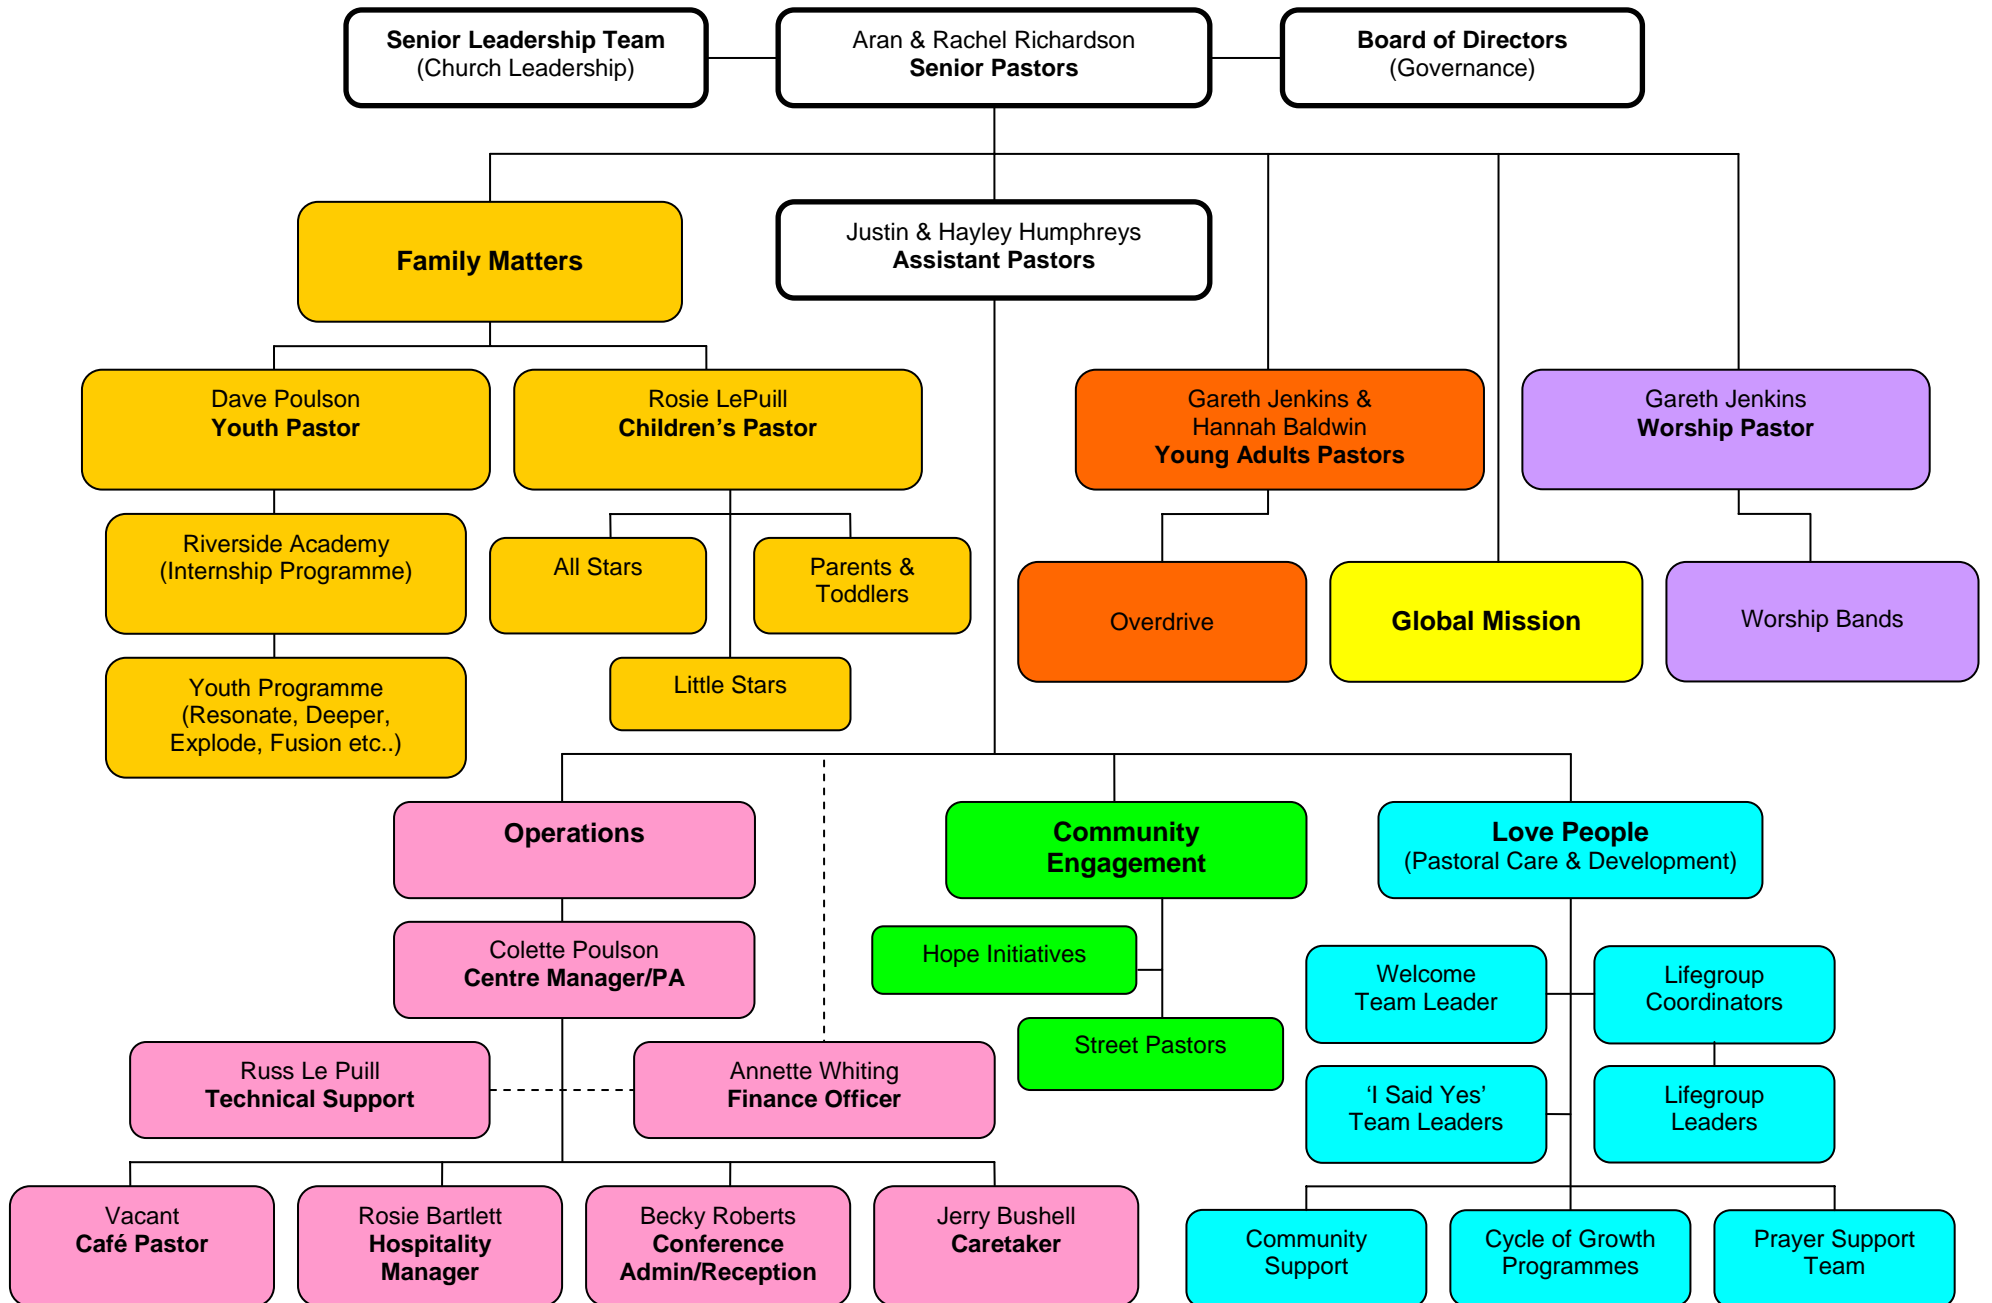 Senior Leadership Team
(Church Leadership)
Aran & Rachel Richardson
Senior Pastors
Board of Directors
(Governance)
Family Matters
Justin & Hayley Humphreys
Assistant Pastors
Dave Poulson
Youth Pastor
Rosie LePuill
Children’s Pastor
Gareth Jenkins &
Hannah Baldwin
Young Adults Pastors
Gareth Jenkins
Worship Pastor
Riverside Academy
(Internship Programme)
All Stars
Parents &
Toddlers
Overdrive
Global Mission
Worship Bands
Youth Programme
(Resonate, Deeper,
Explode, Fusion etc..)
Little Stars
Operations
Community
Engagement
Love People
(Pastoral Care & Development)
Colette Poulson
Centre Manager/PA
Hope Initiatives
Welcome
Team Leader
Lifegroup
Coordinators
Street Pastors
Russ Le Puill
Technical Support
Annette Whiting
Finance Officer
‘I Said Yes’
Team Leaders
Lifegroup
Leaders
Vacant
Café Pastor
Rosie Bartlett
Hospitality
Manager
Becky Roberts
Conference
Admin/Reception
Jerry Bushell
Caretaker
Community
Support
Cycle of Growth
Programmes
Prayer Support
Team